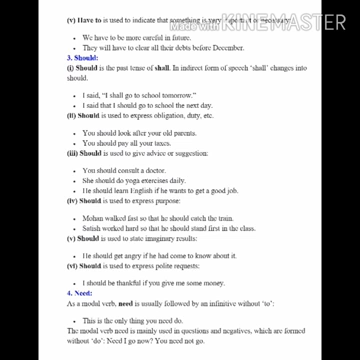 (v) Have to is used to indicate that something is very important or necessary:
Made with KINEMASTER
We have to be more careful in future.
They will have to clear all their debts before December.
3. Should:
(i) Should is the past tense of shall. In indirect form of speech 'shall' changes into
should.
I said, "I shall go to school tomorrow."
I said that I should go to school the next day.
(ii) Should is used to express obligation, duty, etc.
You should look after your old parents.
You should pay all your taxes.
(iii) Should is used to give advice or suggestion:
You should consult a doctor.
She should do yoga exercises daily.
He should learn English if he wants to get a good job.
(iv) Should is used to express purpose:
Mohan walked fast so that he should catch the train.
Satish worked hard so that he should stand first in the class.
(v) Should is used to state imaginary results:
He should get angry if he had come to know about it.
(vi) Should is used to express polite requests:
I should be thankful if you give me some money.
4. Need:
As a modal verb, need is usually followed by an infinitive without 'to':
This is the only thing you need do.
The modal verb need is mainly used in questions and negatives, which are formed
without 'do': Need I go now? You need not go.